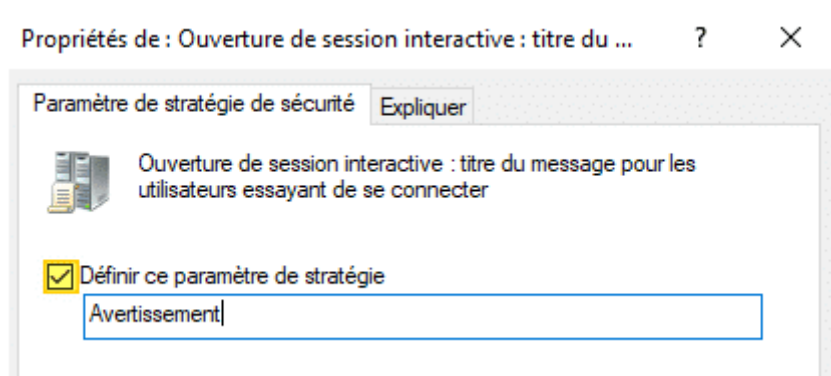 Propriétés de : Ouverture de session interactive : titre du ... ?
Paramètre de stratégie de sécurité Expliquer
Ouverture de session interactive : titre du message pour les
utilisateurs essayant de se connecter
Définir ce paramètre de stratégie
Avertissement